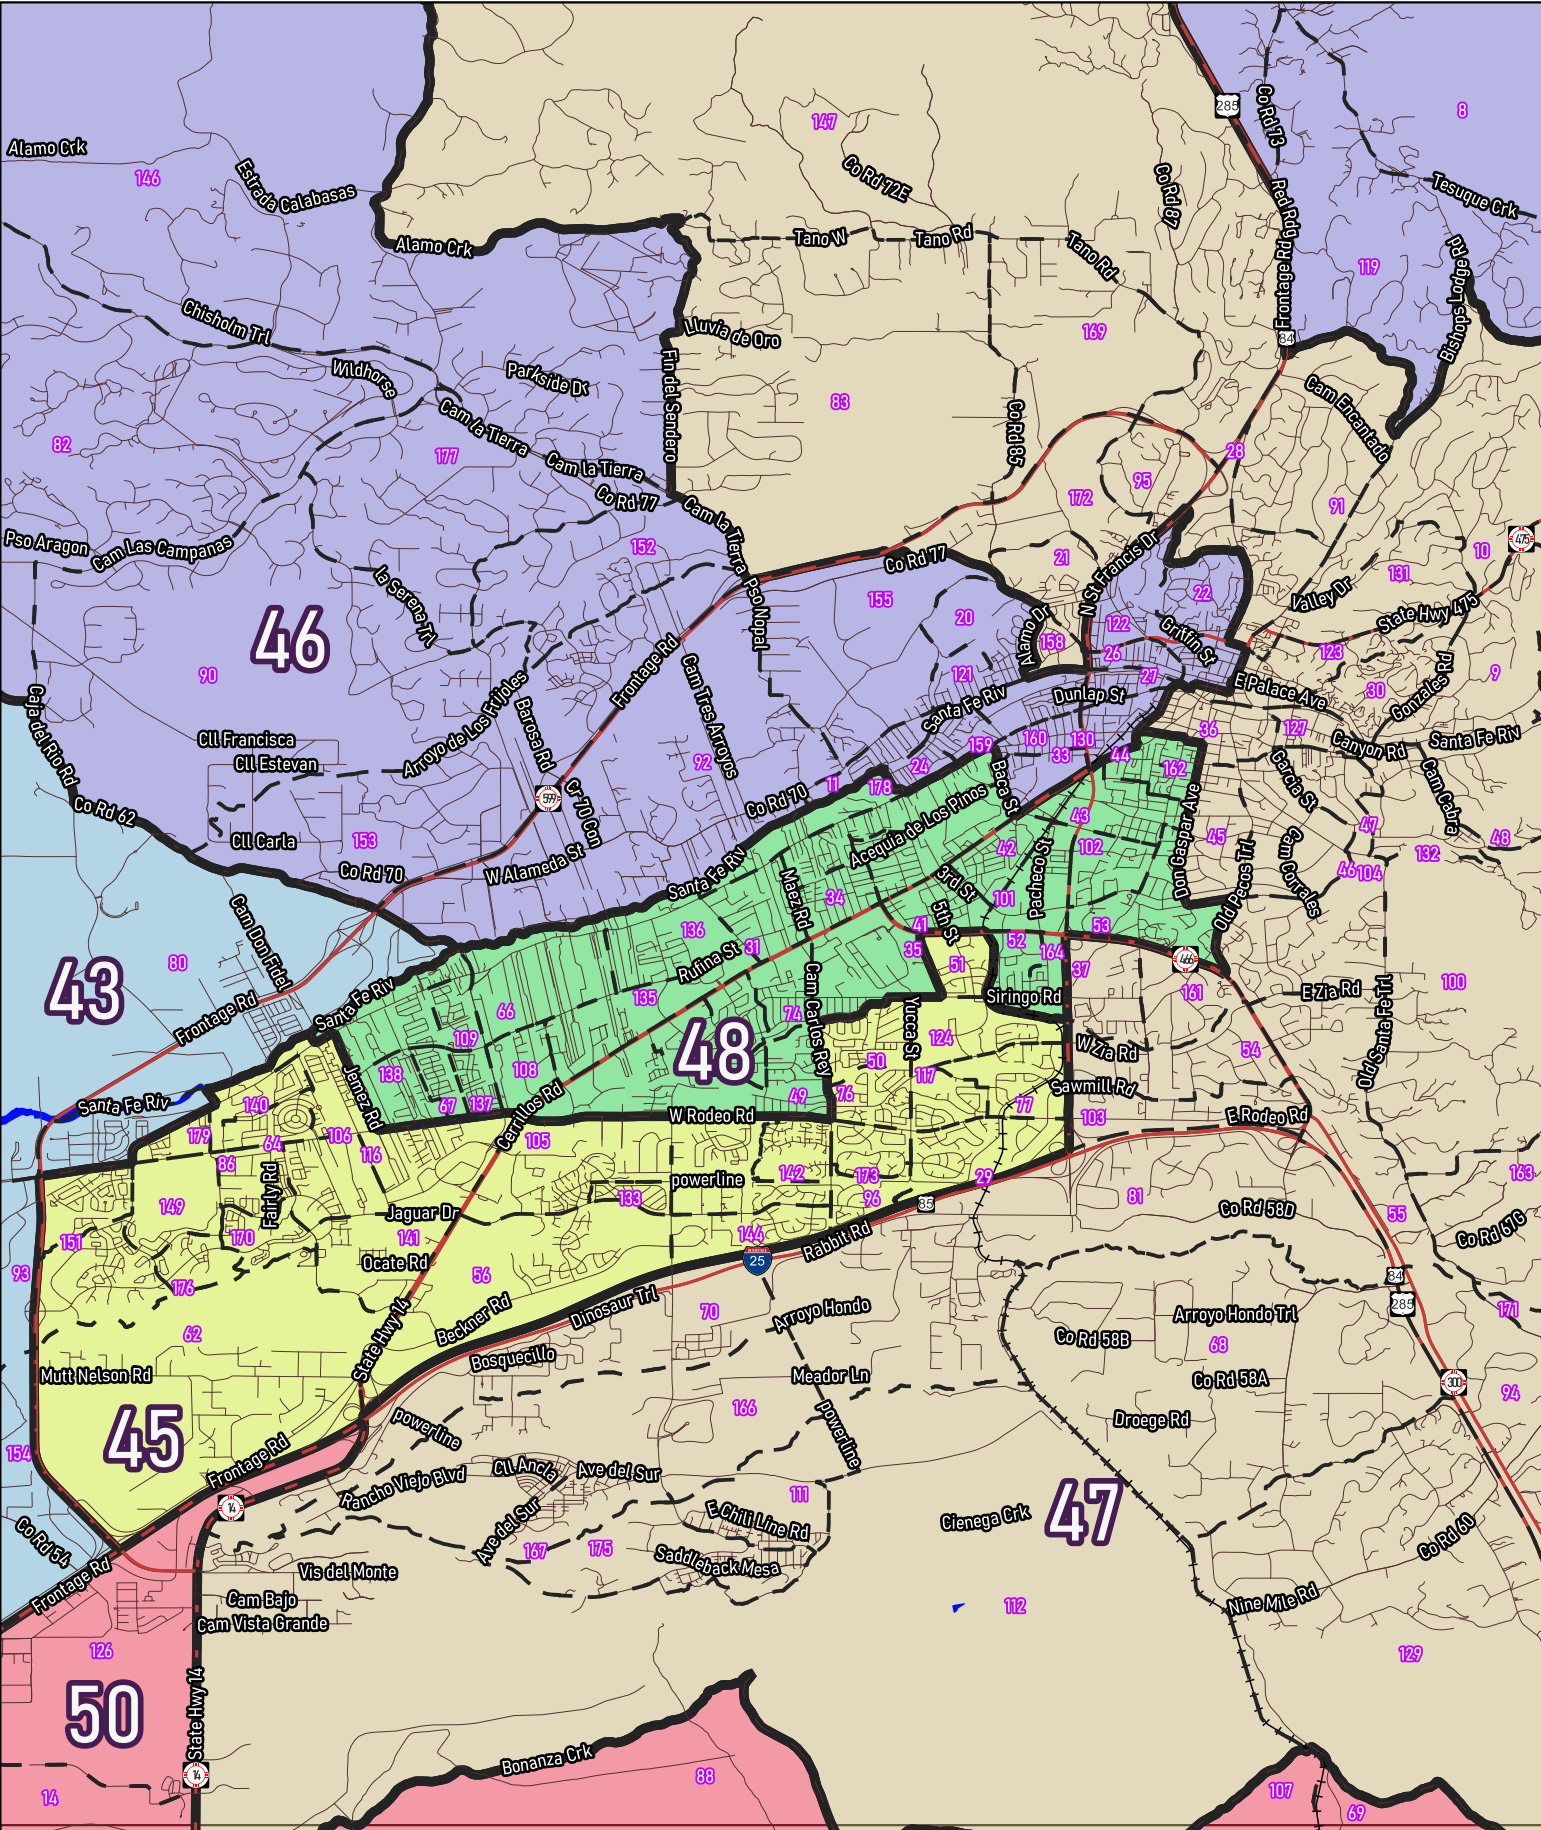 285
Co Rd 73
8
147
Alamo Crk
146
Estrada Calabasas
Co Rd 72E
Co Rd 87
Tesuque Crk
Red Rdg
Alamo Crk
Tano W
Tano Rd
Tano Rd
Frontage Rd
119
Bishops Lodge Rd
Chisholm Trl
Lluvia de Oro
169
84
Wildhorse
Parkside Dr
Fin del Sendero
83
Co Rd 85
Cam Encantado
82
177
Cam la Tierra
Cam la Tierra
Co Rd 77
28
95
172
91
Pso Aragon
Cam Las Campanas
152
Cam la Tierra
Co Rd 77
21
N St Francis Dr
10
475
131
la Serena Trl
46
Pso Nopal
155
20
22
Valley Dr
State Hwy 475
Alamo Dr
158
122
Griffin St
26
123
90
Frontage Rd
Cam Tres Arroyos
121
27
9
30
Gonzales Rd
Caja del Rio Rd
Arroyo de Los Frijoles
Barosa Rd
Santa Fe Riv
Dunlap St
E Palace Ave
Cll Francisca
Cll Estevan
92
159
160
130
33
44
36
127
Canyon Rd
Santa Fe Riv
24
11
178
Baca St
162
Garcia St
Cam Cabra
599
Cr 70 Con
Co Rd 70
Co Rd 62
Cll Carla
153
Acequia de Los Pinos
43
Don Gaspar Ave
45
47
48
42
Pacheco St
102
Cam Corrales
132
Co Rd 70
W Alameda St
Santa Fe Riv
Maez Rd
34
3rd St
101
Old Pecos Trl
46
104
Cam Dom Fidel
136
31
41
5th St
53
52
164
35
51
466
43
80
Rufina St
Cam Carlos Rey
37
161
100
Frontage Rd
Santa Fe Riv
66
135
74
Yucca St
Siringo Rd
E Zia Rd
Old Santa Fe Trl
109
48
124
W Zia Rd
54
Jemez Rd
138
108
50
117
Santa Fe Riv
140
67
137
Cerrillos Rd
49
76
77
Sawmill Rd
103
W Rodeo Rd
E Rodeo Rd
179
64
106
116
105
86
Fairly Rd
powerline
142
173
29
163
149
133
96
85
81
Co Rd 58D
55
151
170
Jaguar Dr
141
144
Rabbit Rd
Co Rd 61G
93
Ocate Rd
25
176
56
84
285
62
State Hwy 14
Beckner Rd
Dinosaur Trl
70
Arroyo Hondo
Arroyo Hondo Trl
171
Co Rd 58B
68
Mutt Nelson Rd
Bosquecillo
Meador Ln
Co Rd 58A
300
94
45
powerline
166
powerline
Droege Rd
154
Frontage Rd
Rancho Viejo Blvd
Cll Ancla
Ave del Sur
111
47
14
Ave del Sur
E Chili Line Rd
Cienega Crk
Co Rd 54
167
175
Co Rd 60
Frontage Rd
Vis del Monte
Saddleback Mesa
Cam Bajo
Cam Vista Grande
112
Nine Mile Rd
126
129
50
State Hwy 14
Bonanza Crk
88
14
14
107
69